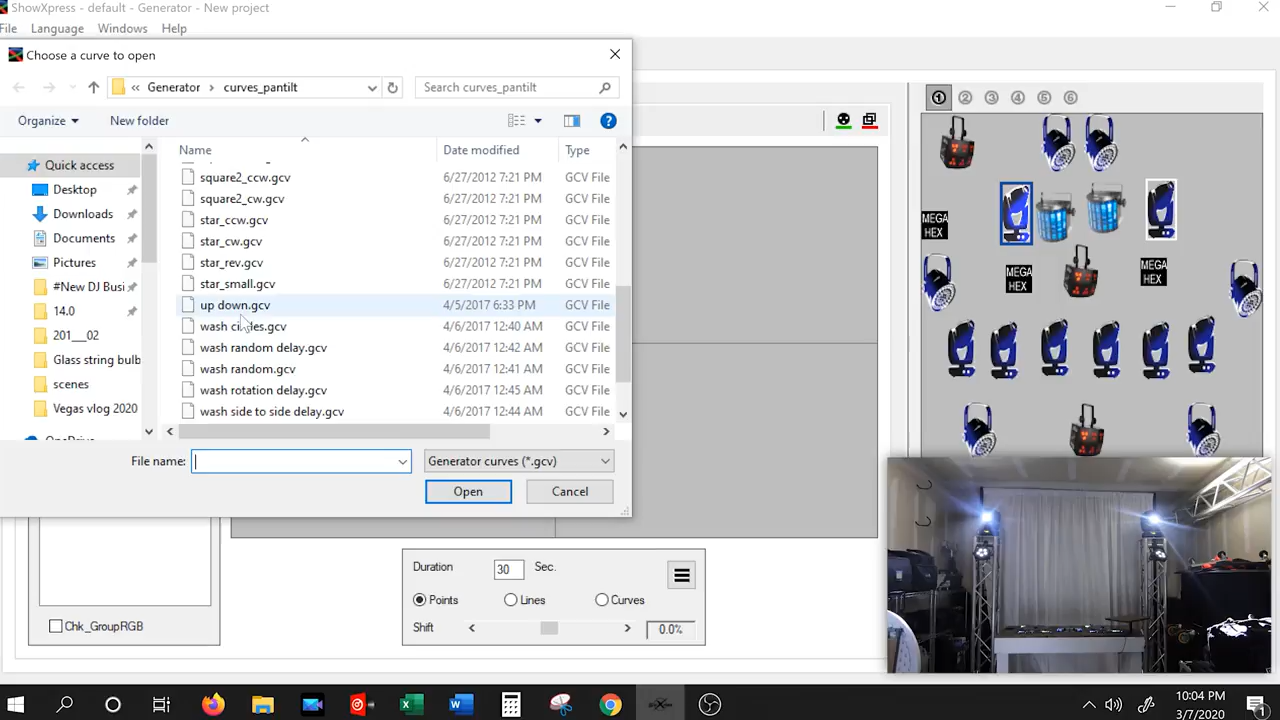 ShowXpress - default - Generator - New project
File Language Windows Help
Choose a curve to open
« Generator › curves_pantilt
Search curves_pantilt
Organize
New folder
Name Date modified Type
Quick access
Desktop
Downloads
Documents
Pictures
#New DJ Busi
14.0
201___02
Glass string bulb
scenes
Vegas vlog 2020
square2_ccw.gcv 6/27/2012 7:21 PM GCV File
square2_cw.gcv 6/27/2012 7:21 PM GCV File
star_ccw.gcv 6/27/2012 7:21 PM GCV File
star_cw.gcv 6/27/2012 7:21 PM GCV File
star_rev.gcv 6/27/2012 7:21 PM GCV File
star_small.gcv 6/27/2012 7:21 PM GCV File
up down.gcv 4/5/2017 6:33 PM GCV File
wash circles.gcv 4/6/2017 12:40 AM GCV File
wash random delay.gcv 4/6/2017 12:42 AM GCV File
wash random.gcv 4/6/2017 12:41 AM GCV File
wash rotation delay.gcv 4/6/2017 12:45 AM GCV File
wash side to side delay.gcv 4/6/2017 12:44 AM GCV File
File name:
Generator curves (*.gcv)
Open
Cancel
1 2 3 4 5 6
MEGA
HEX
MEGA
HEX
MEGA
HEX
Duration 30 Sec.
Points Lines Curves
Shift 0.0%
Chk_GroupRGB
10:04 PM
3/7/2020
1